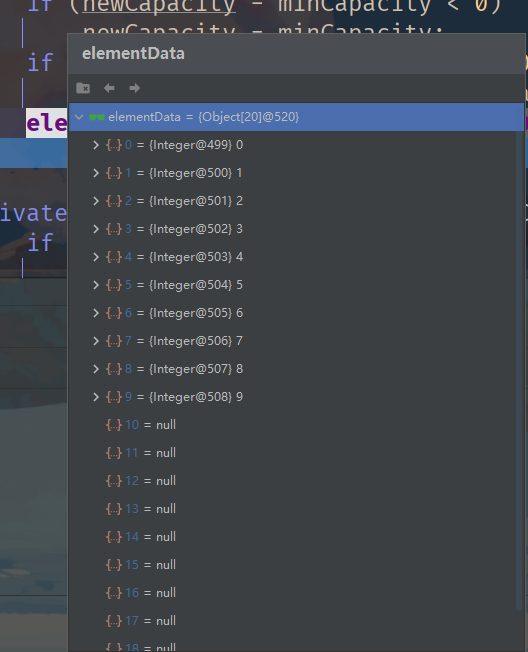 if (newCapacity - minCapacity < 0)
newCapacity = minCapacity;
if
elementData
elementData = {Object[20]@520}
ele
0 = {Integer@499} 0
1 = {Integer@500} 1
2 = {Integer@501} 2
ivate
3 = {Integer@502} 3
if
4 = {Integer@503} 4
5 = {Integer@504} 5
6 = {Integer@505} 6
7 = {Integer@506} 7
8 = {Integer@507} 8
9 = {Integer@508} 9
10 = null
11 = null
12 = null
13 = null
14 = null
15 = null
16 = null
17 = null
18 = null